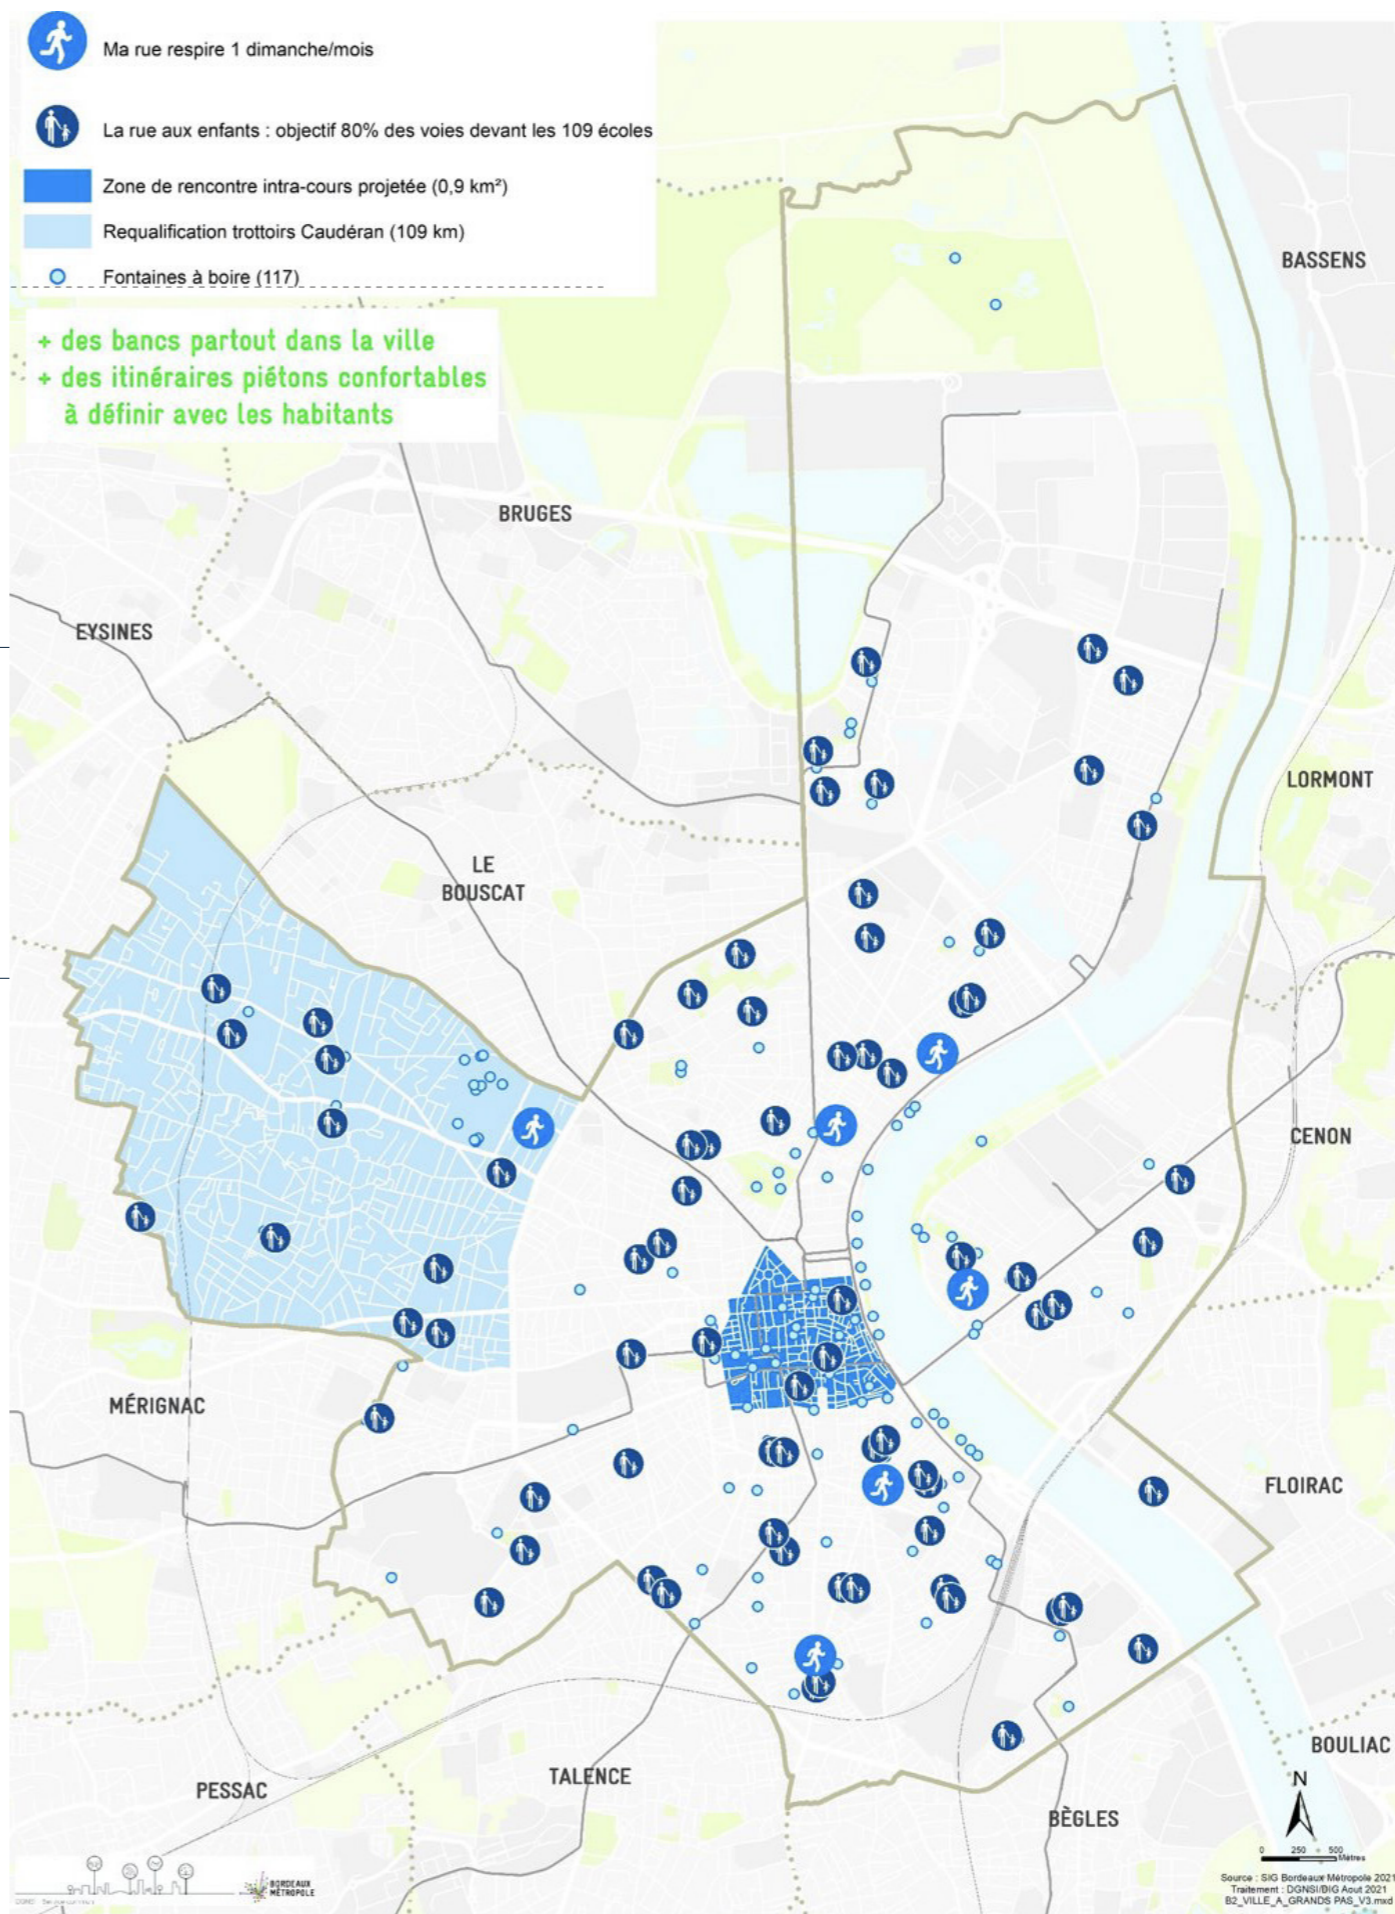 Ma rue respire 1 dimanche/mois
La rue aux enfants : objectif 80% des voies devant les 109 écoles
Zone de rencontre intra-cours projetée (0,9 km²)
Requalification trottoirs Caudéran (109 km)
Fontaines à boire (117)
+ des bancs partout dans la ville
+ des itinéraires piétons confortables
à définir avec les habitants
BASSENS
BRUGES
EYSINES
LORMONT
LE
BOUSCAT
CENON
MÉRIGNAC
FLOIRAC
BOULIAC
TALENCE
PESSAC
BÈGLES
N
0 250 500
Mètres
BORDEAUX
MÉTROPOLE
Source : SIG Bordeaux Métropole 2021
Traitement : DGNSI/DIG Aout 2021
B2_VILLE_A_GRANDS PAS_V3.mxd